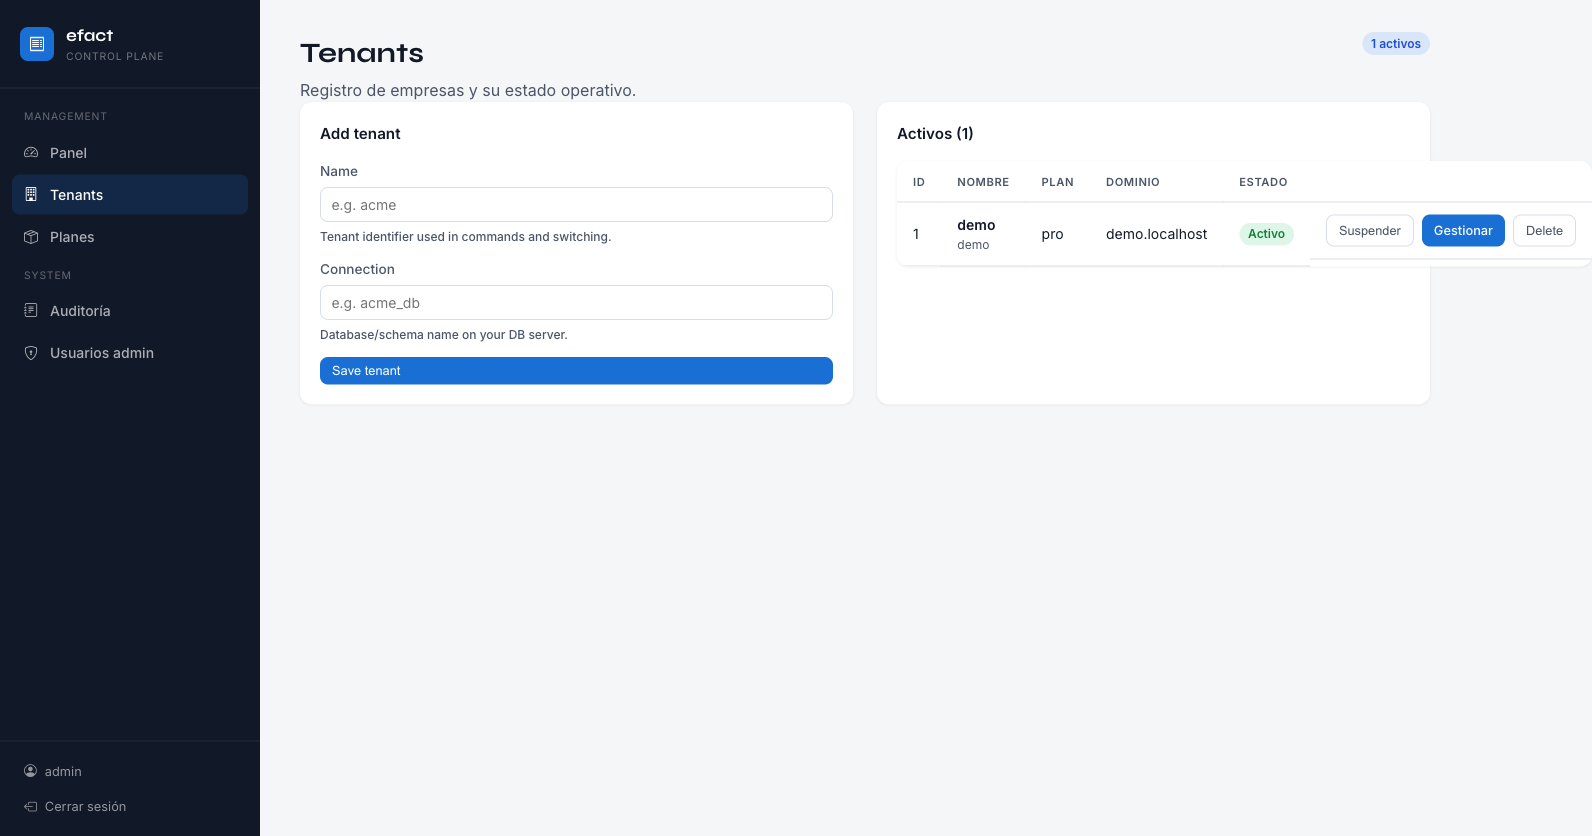 efact
CONTROL PLANE
MANAGEMENT
Panel
Tenants
Planes
SYSTEM
Auditoría
Usuarios admin
admin
Cerrar sesión
Tenants
1 activos
Registro de empresas y su estado operativo.
Add tenant
Name
e.g. acme
Tenant identifier used in commands and switching.
Connection
e.g. acme_db
Database/schema name on your DB server.
Save tenant
Activos (1)
ID NOMBRE PLAN DOMINIO ESTADO
1 demo pro demo.localhost Activo Suspender Gestionar Delete
demo